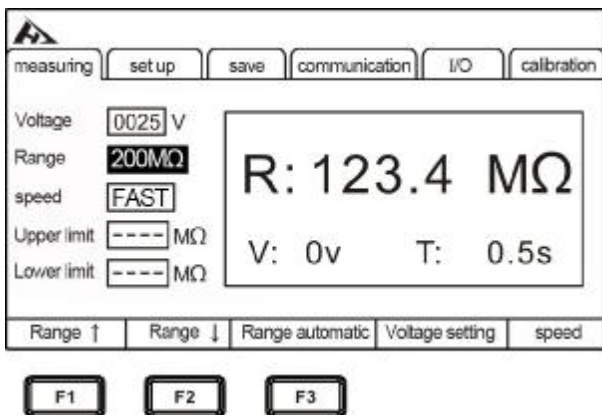 measuring set up save communication I/O calibration
Voltage 0025 V
Range 200MΩ
speed FAST
Upper limit ---- MΩ
Lower limit ---- MΩ
R: 123.4 MΩ
V: 0v T: 0.5s
Range ↑ Range ↓ Range automatic Voltage setting speed
F1 F2 F3